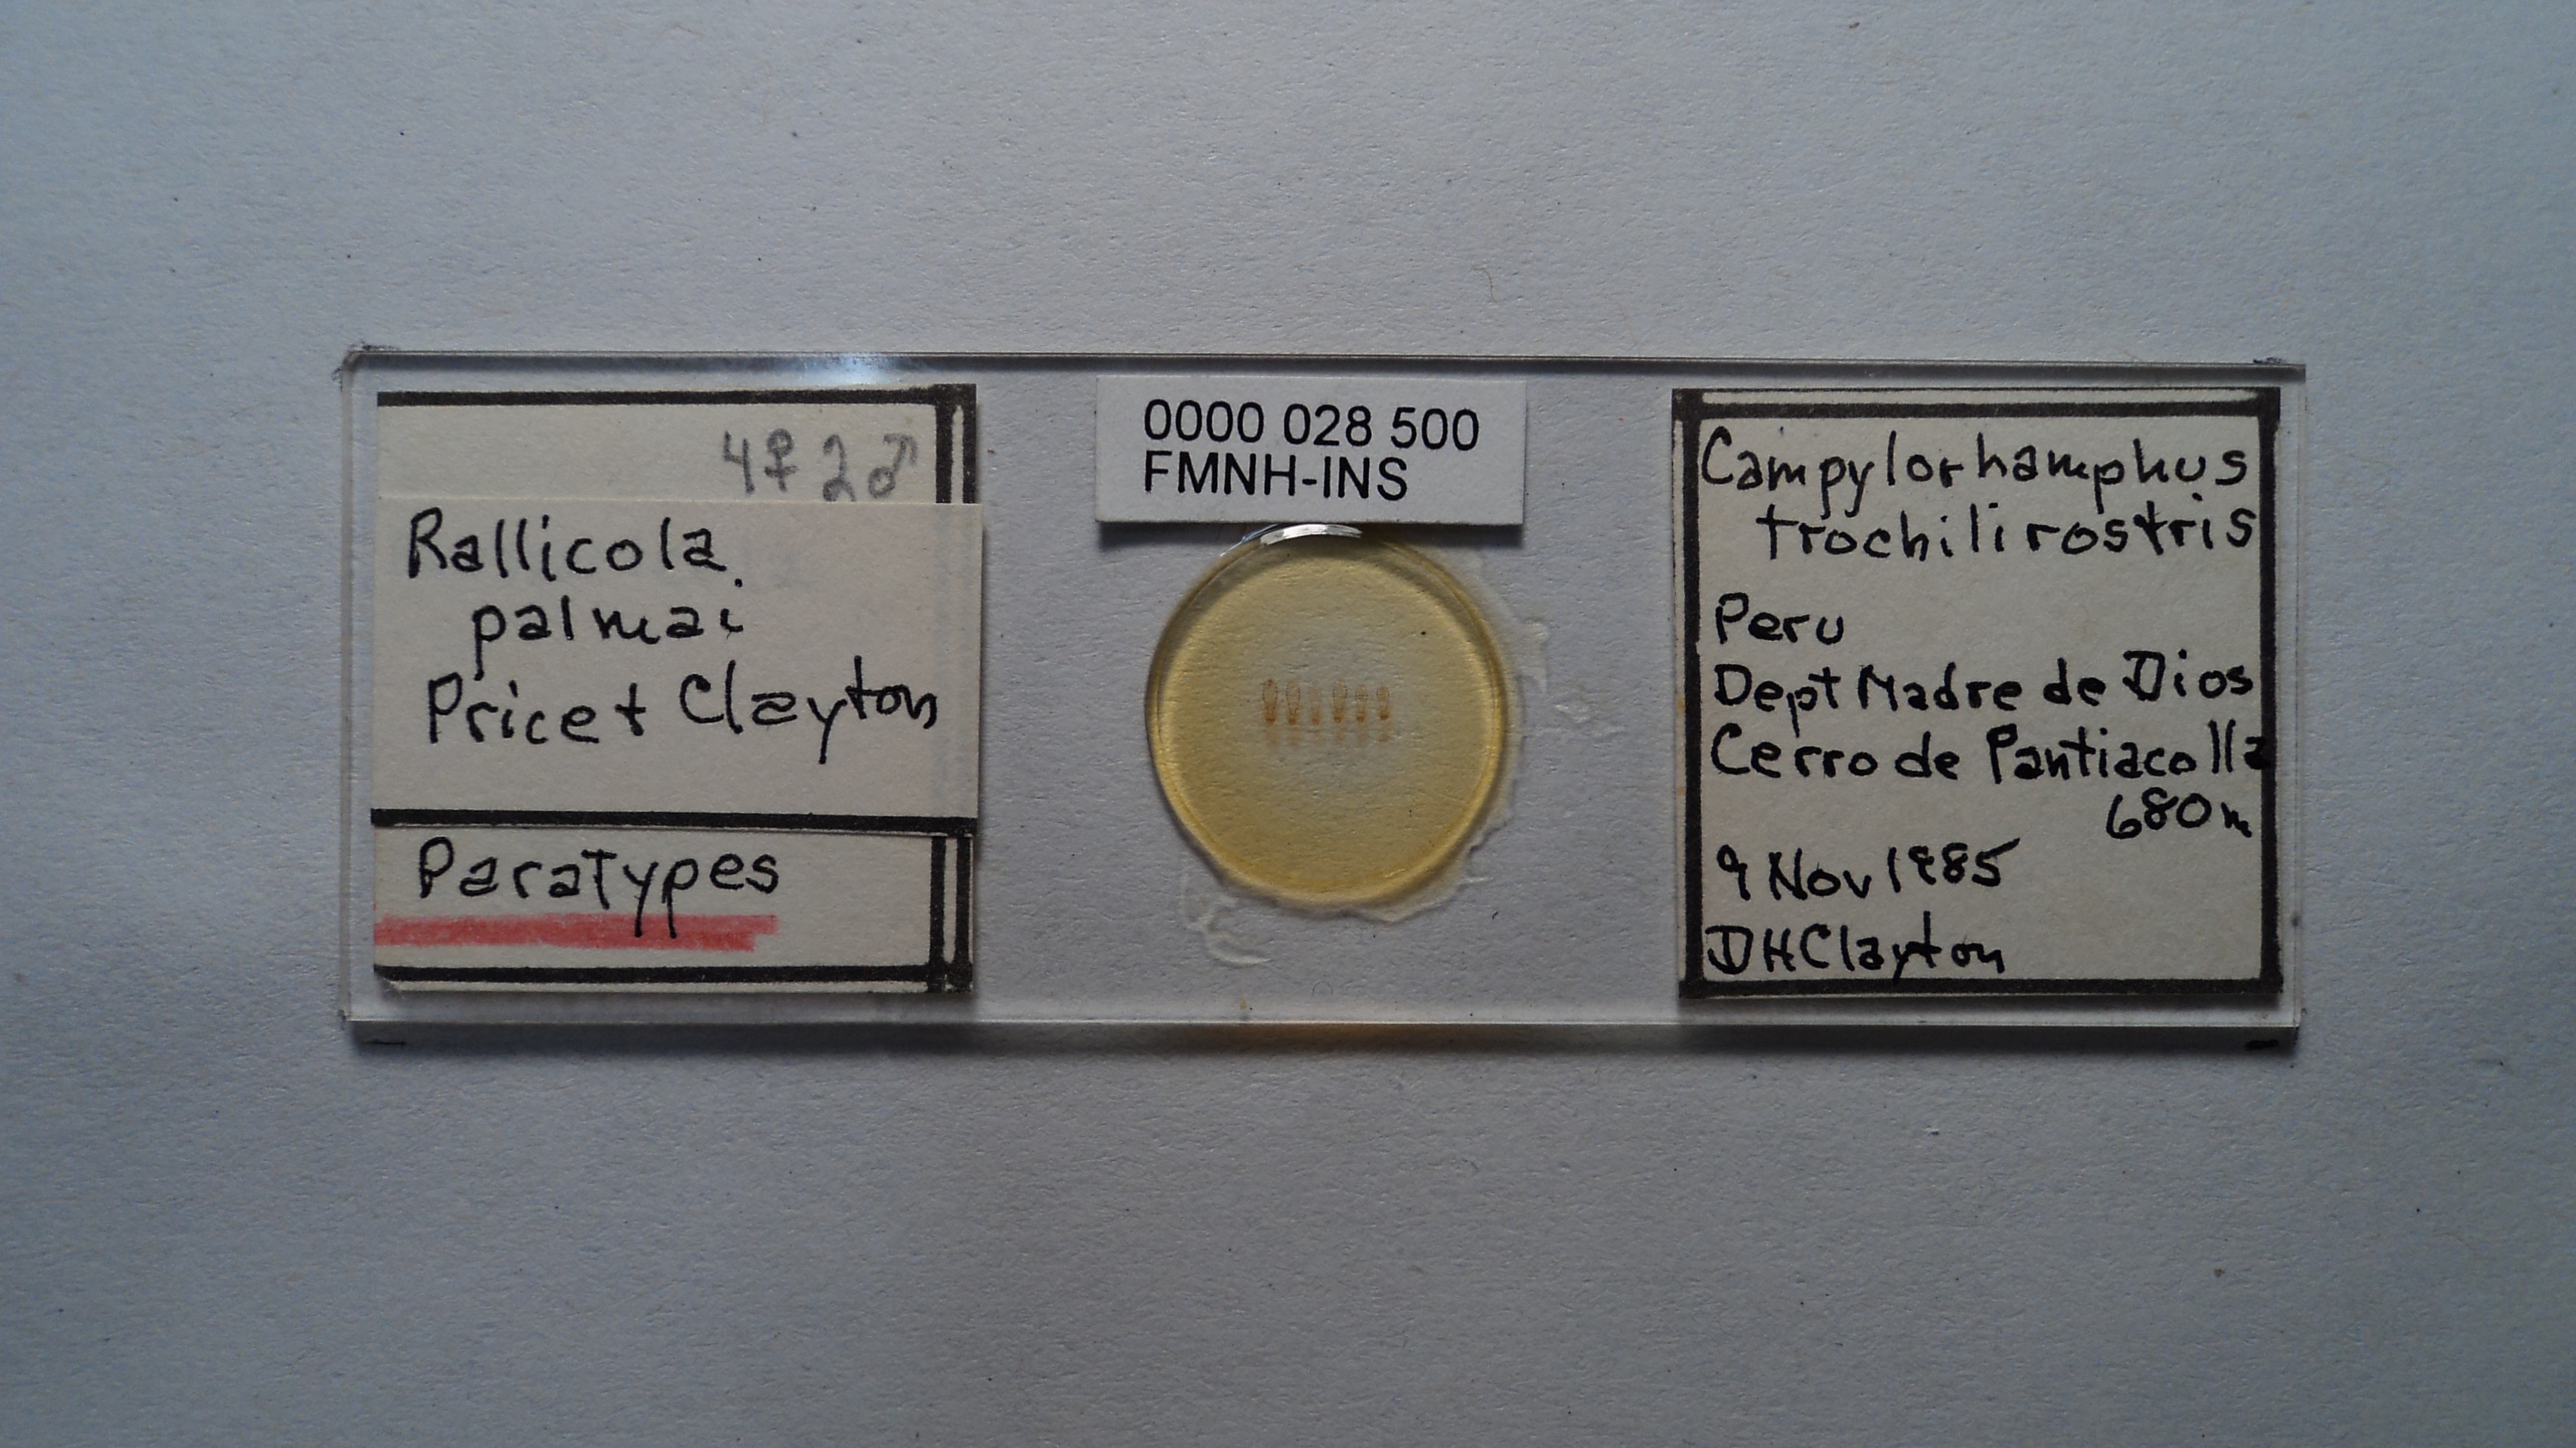 4♀ 2♂
Rallicola
palmai
Price + Clayton
Paratypes
0000 028 500
FMNH-INS
Campylorhamphus
trochilirostris
Peru
Dept Madre de Dios
Cerro de Pantiacolla
680m
9 Nov 1985
DHClayton